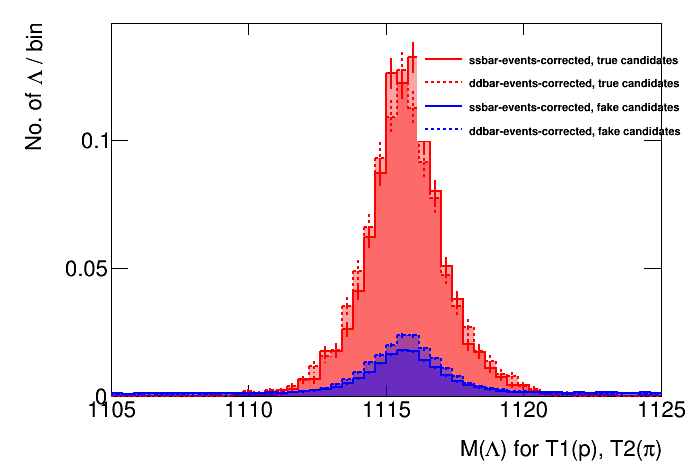 No. of Λ / bin
ssbar-events-corrected, true candidates
ddbar-events-corrected, true candidates
ssbar-events-corrected, fake candidates
ddbar-events-corrected, fake candidates
0.1
0.05
0
1105 1110 1115 1120 1125
M(Λ) for T1(p), T2(π)